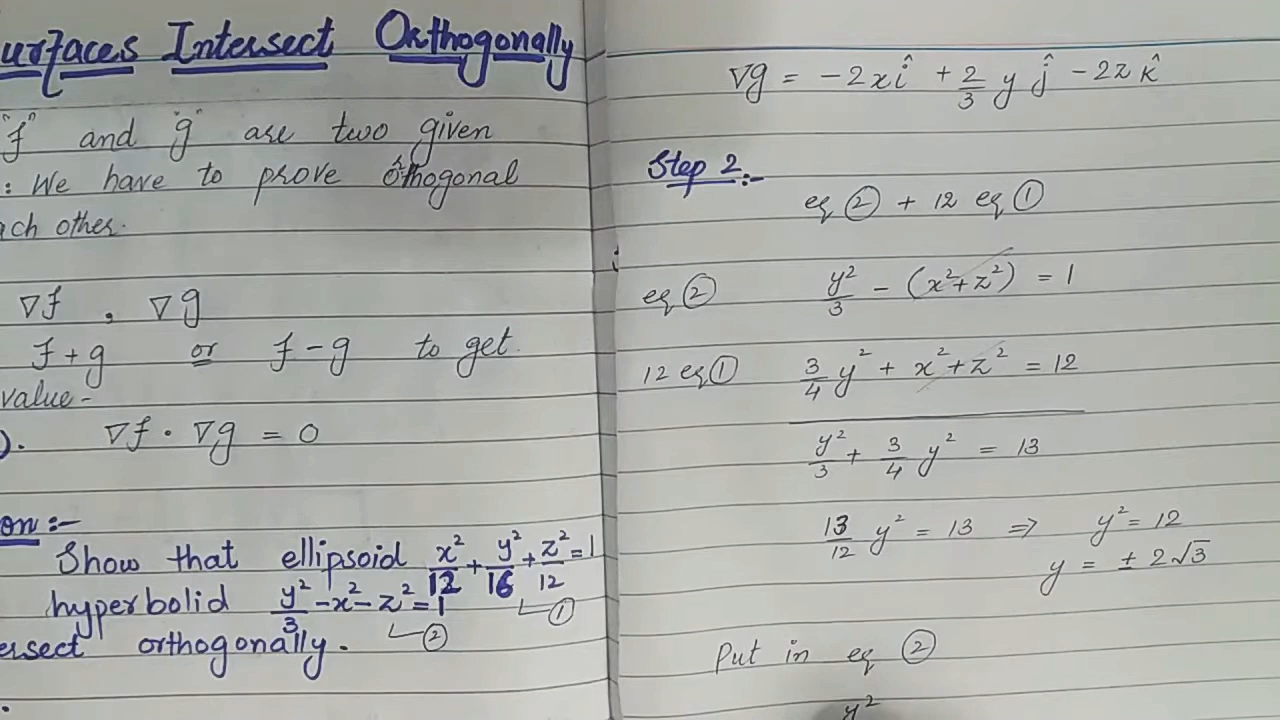 urfaces Intersect Orthogonally
"f" and "g" are two given
: We have to prove Orthogonal
ach other.
∇f , ∇g
f + g or f - g to get
value -
). ∇f · ∇g = 0
on :-
Show that ellipsoid x²/12 + y²/16 + z²/12 = 1
①
hyperbolid y²/3 - x² - z² = 1
②
ersect orthogonally.
∇g = -2xî + 2/3 y ĵ - 2z k̂
Step 2:-
eq ② + 12 eq ①
eq ② y²/3 - (x² + z²) = 1
12 eq ① 3/4 y² + x² + z² = 12
y²/3 + 3/4 y² = 13
13/12 y² = 13 ⇒ y² = 12
y = ± 2√3
Put in eq ②
y²